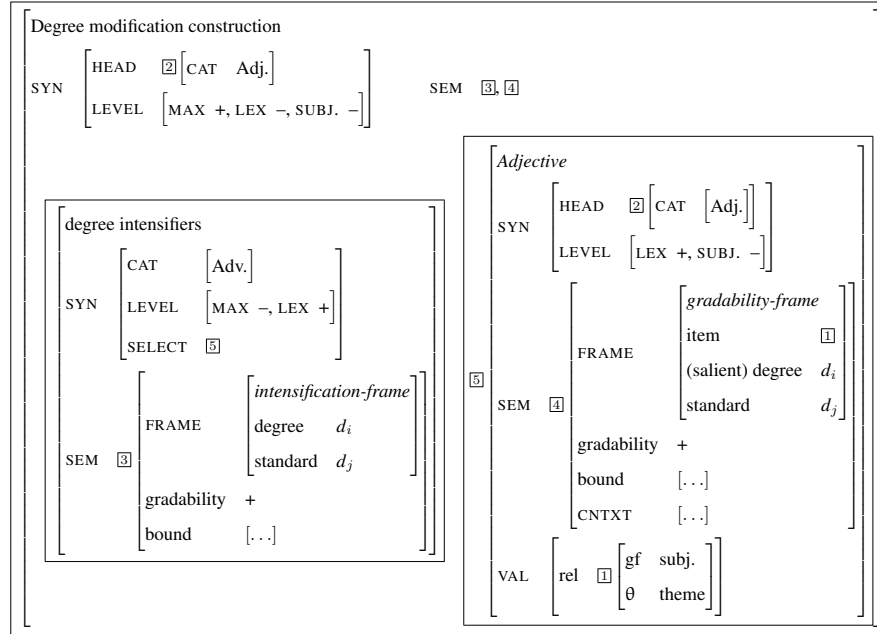 Degree modification construction
SYN HEAD 2 [CAT Adj.] SEM 3, 4
LEVEL [MAX +, LEX –, SUBJ. –]
degree intensifiers
SYN CAT [Adv.]
LEVEL [MAX –, LEX +]
SELECT 5
SEM 3 FRAME intensification-frame
degree d_i
standard d_j
gradability +
bound [...]
5 Adjective
SYN HEAD 2 [CAT [Adj.]]
LEVEL [LEX +, SUBJ. –]
SEM 4 FRAME gradability-frame
item 1
(salient) degree d_i
standard d_j
gradability +
bound [...]
CNTXT [...]
VAL rel 1 gf subj.
θ theme